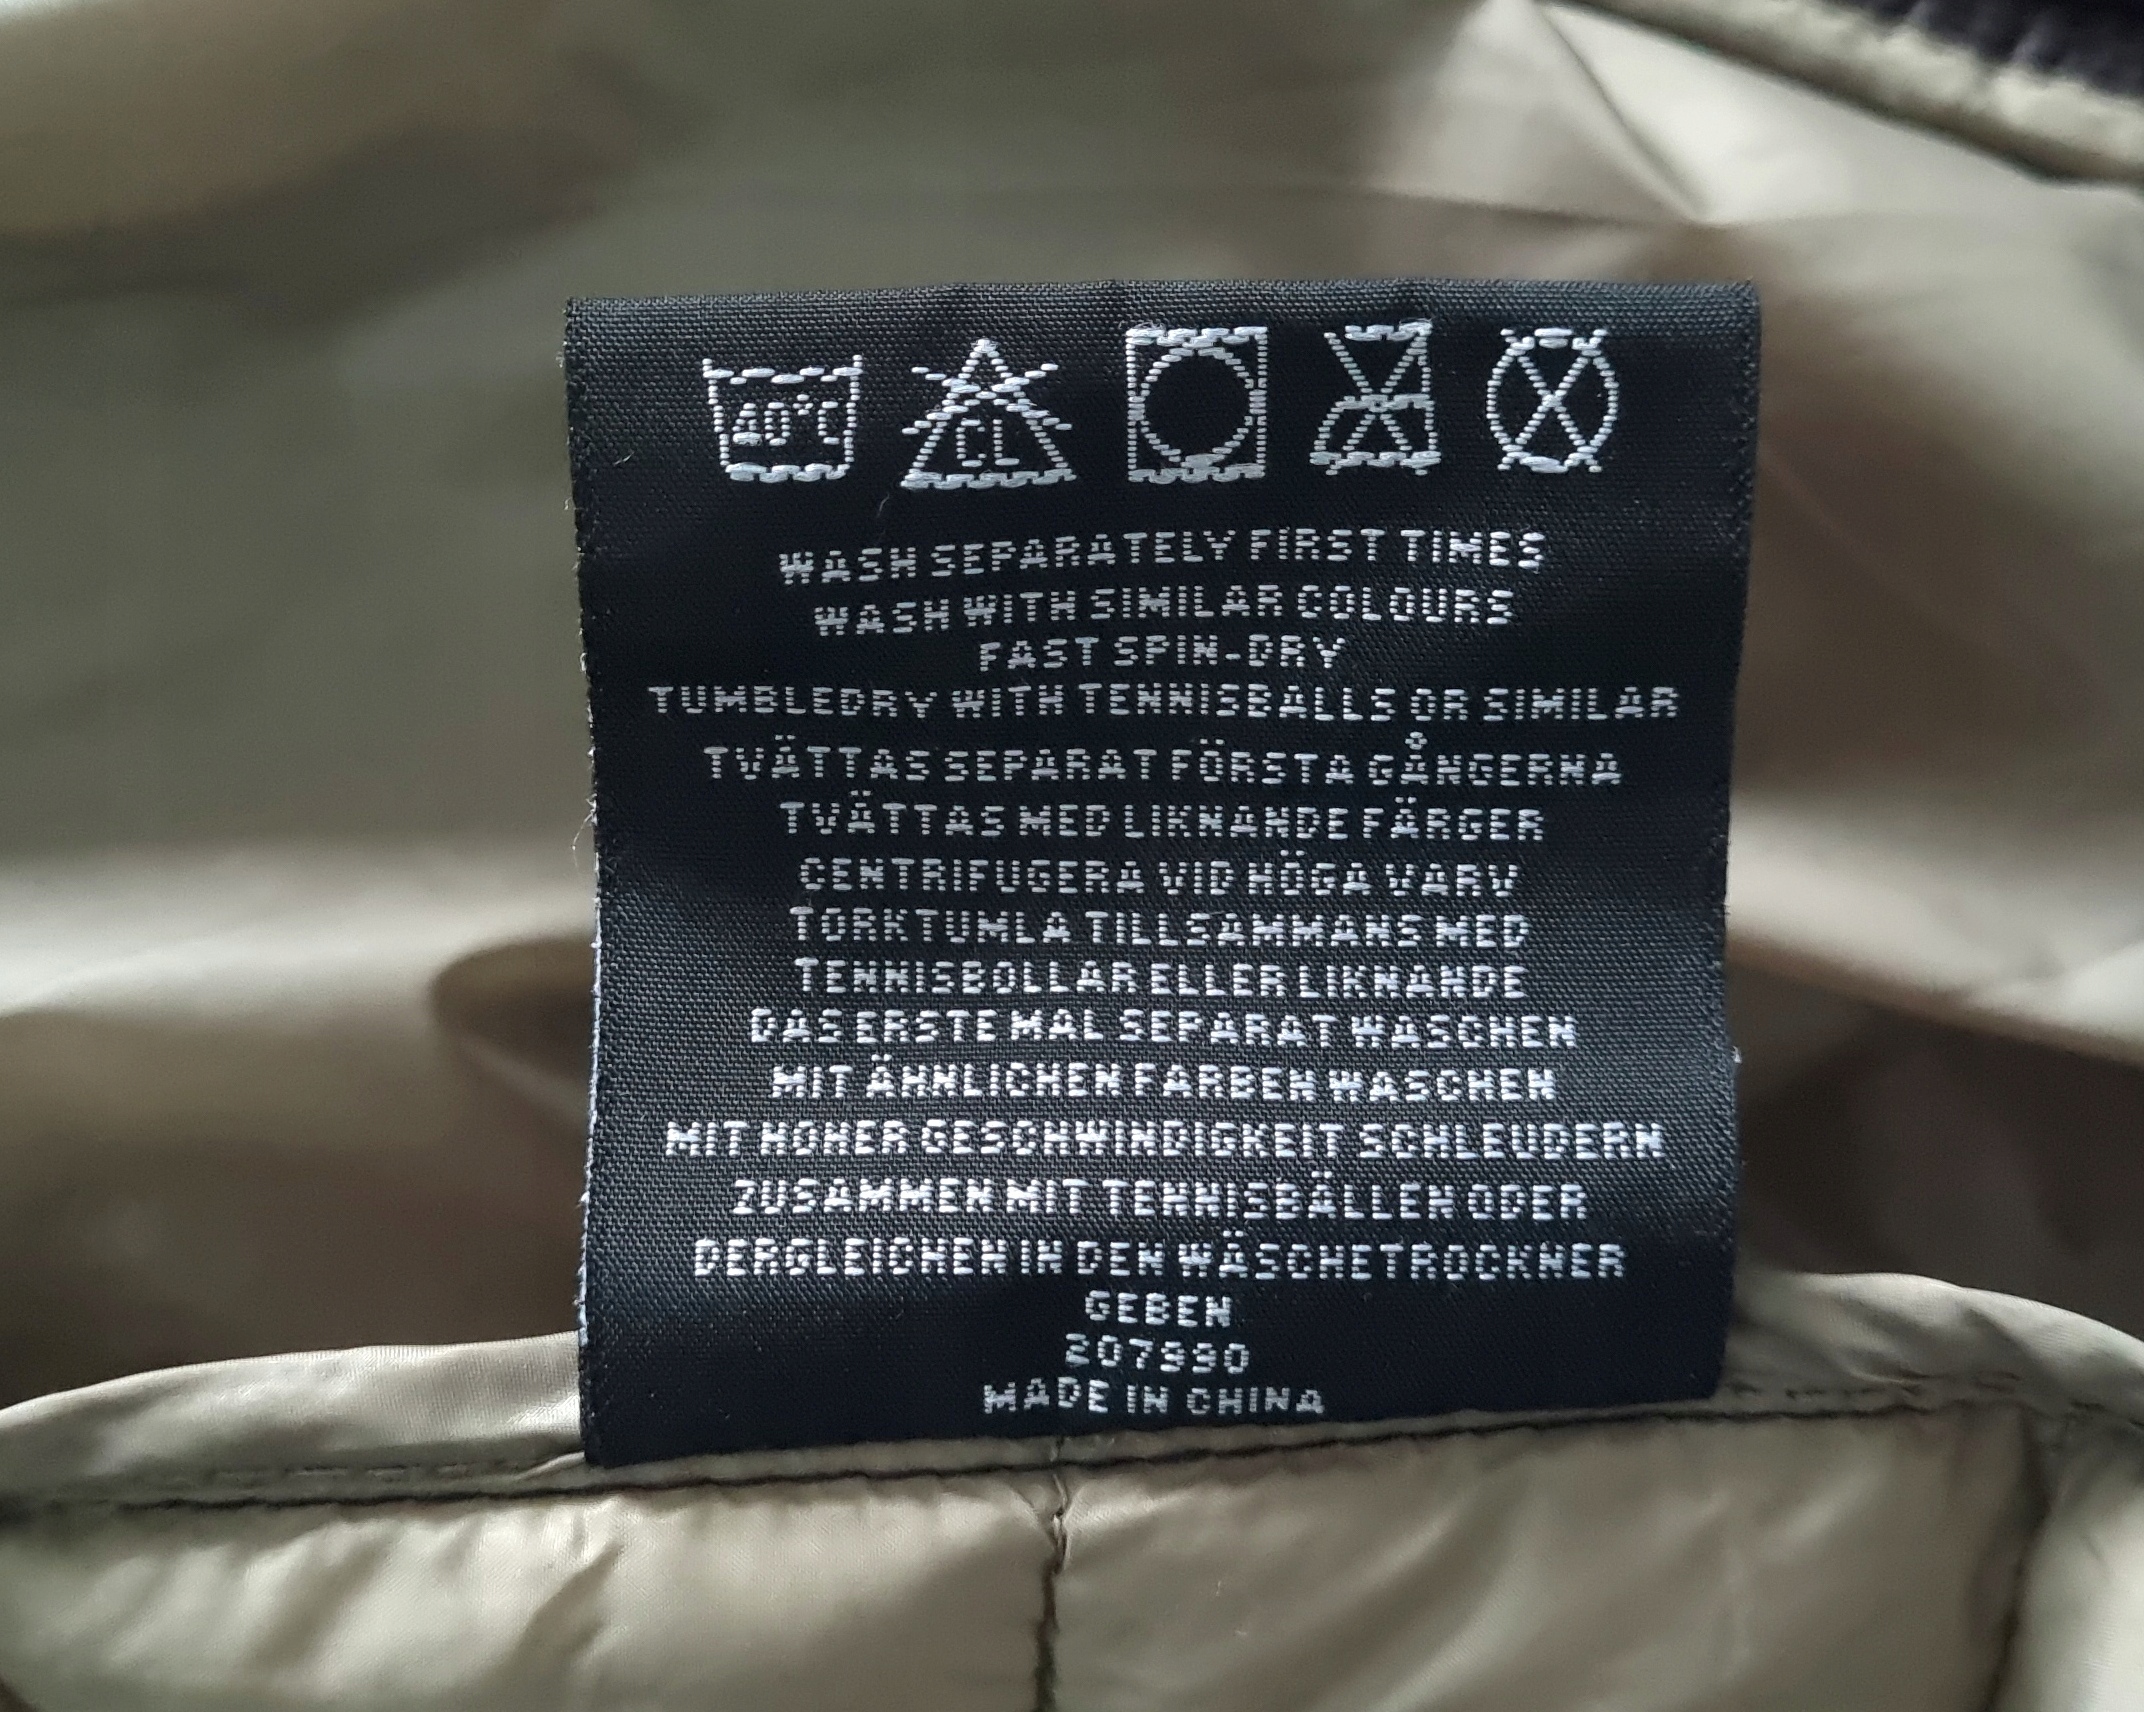 40°C
CL
WASH SEPARATELY FIRST TIMES
WASH WITH SIMILAR COLOURS
FAST SPIN-DRY
TUMBLEDRY WITH TENNISBALLS OR SIMILAR
TVÄTTAS SEPARAT FÖRSTA GÅNGERNA
TVÄTTAS MED LIKNANDE FÄRGER
CENTRIFUGERA VID HÖGA VARV
TORKTUMLA TILLSAMMANS MED
TENNISBOLLAR ELLER LIKNANDE
DAS ERSTE MAL SEPARAT WASCHEN
MIT ÄHNLICHEN FARBEN WASCHEN
MIT HOHER GESCHWINDIGKEIT SCHLEUDERN
ZUSAMMEN MIT TENNISBÄLLEN ODER
DERGLEICHEN IN DEN WÄSCHETROCKNER
GEBEN
207990
MADE IN CHINA